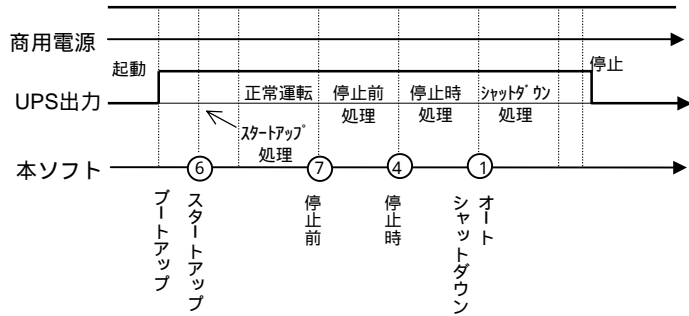 商用電源
起動
停止
UPS出力
正常運転
停止前
処理
停止時
処理
ｼｬｯﾄﾀﾞｳﾝ
処理
ｽﾀｰﾄｱｯﾌﾟ
処理
本ソフト
⑥
⑦
④
①
ブートアップ
スタートアップ
停止前
停止時
オート
シャットダウン